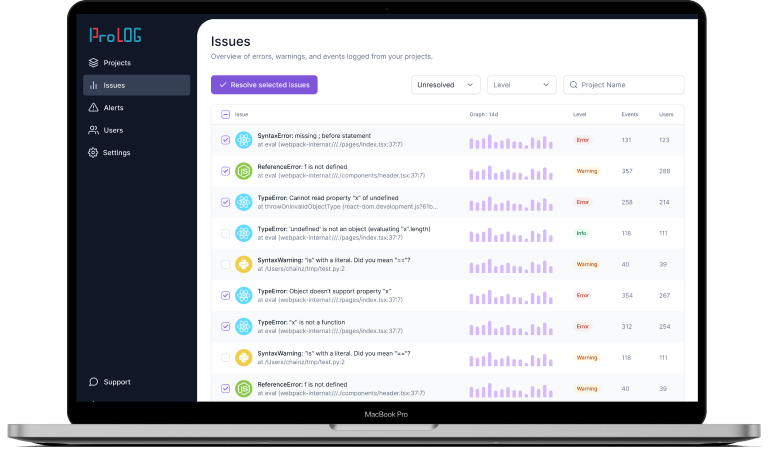 ProLOG
Projects
Issues
Alerts
Users
Settings
Support
Issues
Overview of errors, warnings, and events logged from your projects.
Resolve selected issues
Unresolved
Level
Project Name
Issue Graph: 14d Level Events Users
SyntaxError: missing ; before statement
at eval (webpack-internal:///./pages/index.tsx:37:7)
Error 131 123
JS
ReferenceError: f is not defined
at eval (webpack-internal:///./components/header.tsx:37:7)
Warning 357 288
TypeError: Cannot read property "x" of undefined
at throwOnInvalidObjectType (react-dom.development.js?61b...
Error 258 214
TypeError: 'undefined' is not an object (evaluating "x".length)
at eval (webpack-internal:///./pages/index.tsx:37:7)
Info 118 111
SyntaxWarning: "is" with a literal. Did you mean "=="?
at /Users/chainz/tmp/test.py:2
Warning 40 39
TypeError: Object doesn't support property "x"
at eval (webpack-internal:///./pages/index.tsx:37:7)
Error 354 267
TypeError: "x" is not a function
at eval (webpack-internal:///./pages/index.tsx:37:7)
Error 312 254
SyntaxWarning: "is" with a literal. Did you mean "=="?
at /Users/chainz/tmp/test.py:2
Warning 118 111
JS
ReferenceError: f is not defined
at eval (webpack-internal:///./components/header.tsx:37:7)
Warning 40 39
MacBook Pro